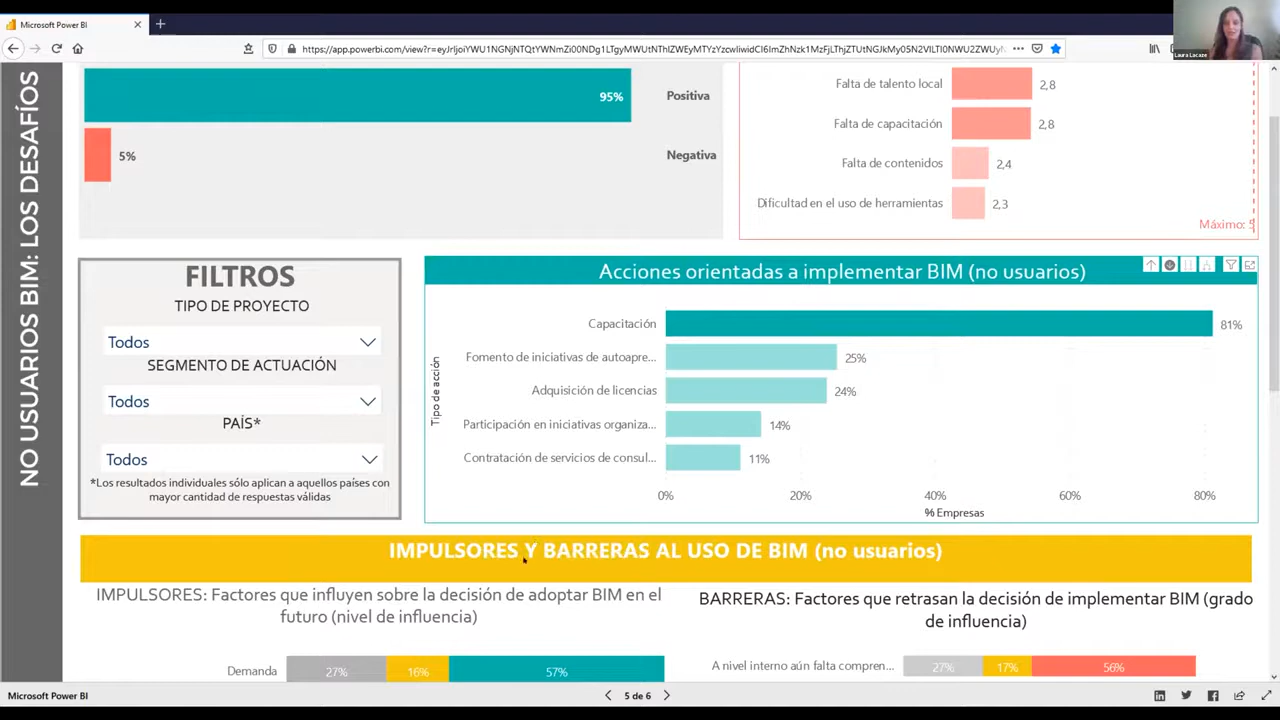 Microsoft Power BI
https://app.powerbi.com/view?r=
Laura Lacaze
NO USUARIOS BIM: LOS DESAFÍOS
95%
Positiva
5%
Negativa
Falta de talento local
2,8
Falta de capacitación
2,8
Falta de contenidos
2,4
Dificultad en el uso de herramientas
2,3
Máximo: 5
FILTROS
TIPO DE PROYECTO
Todos
SEGMENTO DE ACTUACIÓN
Todos
PAÍS*
Todos
*Los resultados individuales sólo aplican a aquellos países con
mayor cantidad de respuestas válidas
Acciones orientadas a implementar BIM (no usuarios)
Tipo de acción
Capacitación
81%
Fomento de iniciativas de autoapre...
25%
Adquisición de licencias
24%
Participación en iniciativas organiza...
14%
Contratación de servicios de consul...
11%
0% 20% 40% 60% 80%
% Empresas
IMPULSORES Y BARRERAS AL USO DE BIM (no usuarios)
IMPULSORES: Factores que influyen sobre la decisión de adoptar BIM en el
futuro (nivel de influencia)
Demanda
27% 16% 57%
BARRERAS: Factores que retrasan la decisión de implementar BIM (grado
de influencia)
A nivel interno aún falta compren...
27% 17% 56%
Microsoft Power BI
5 de 6